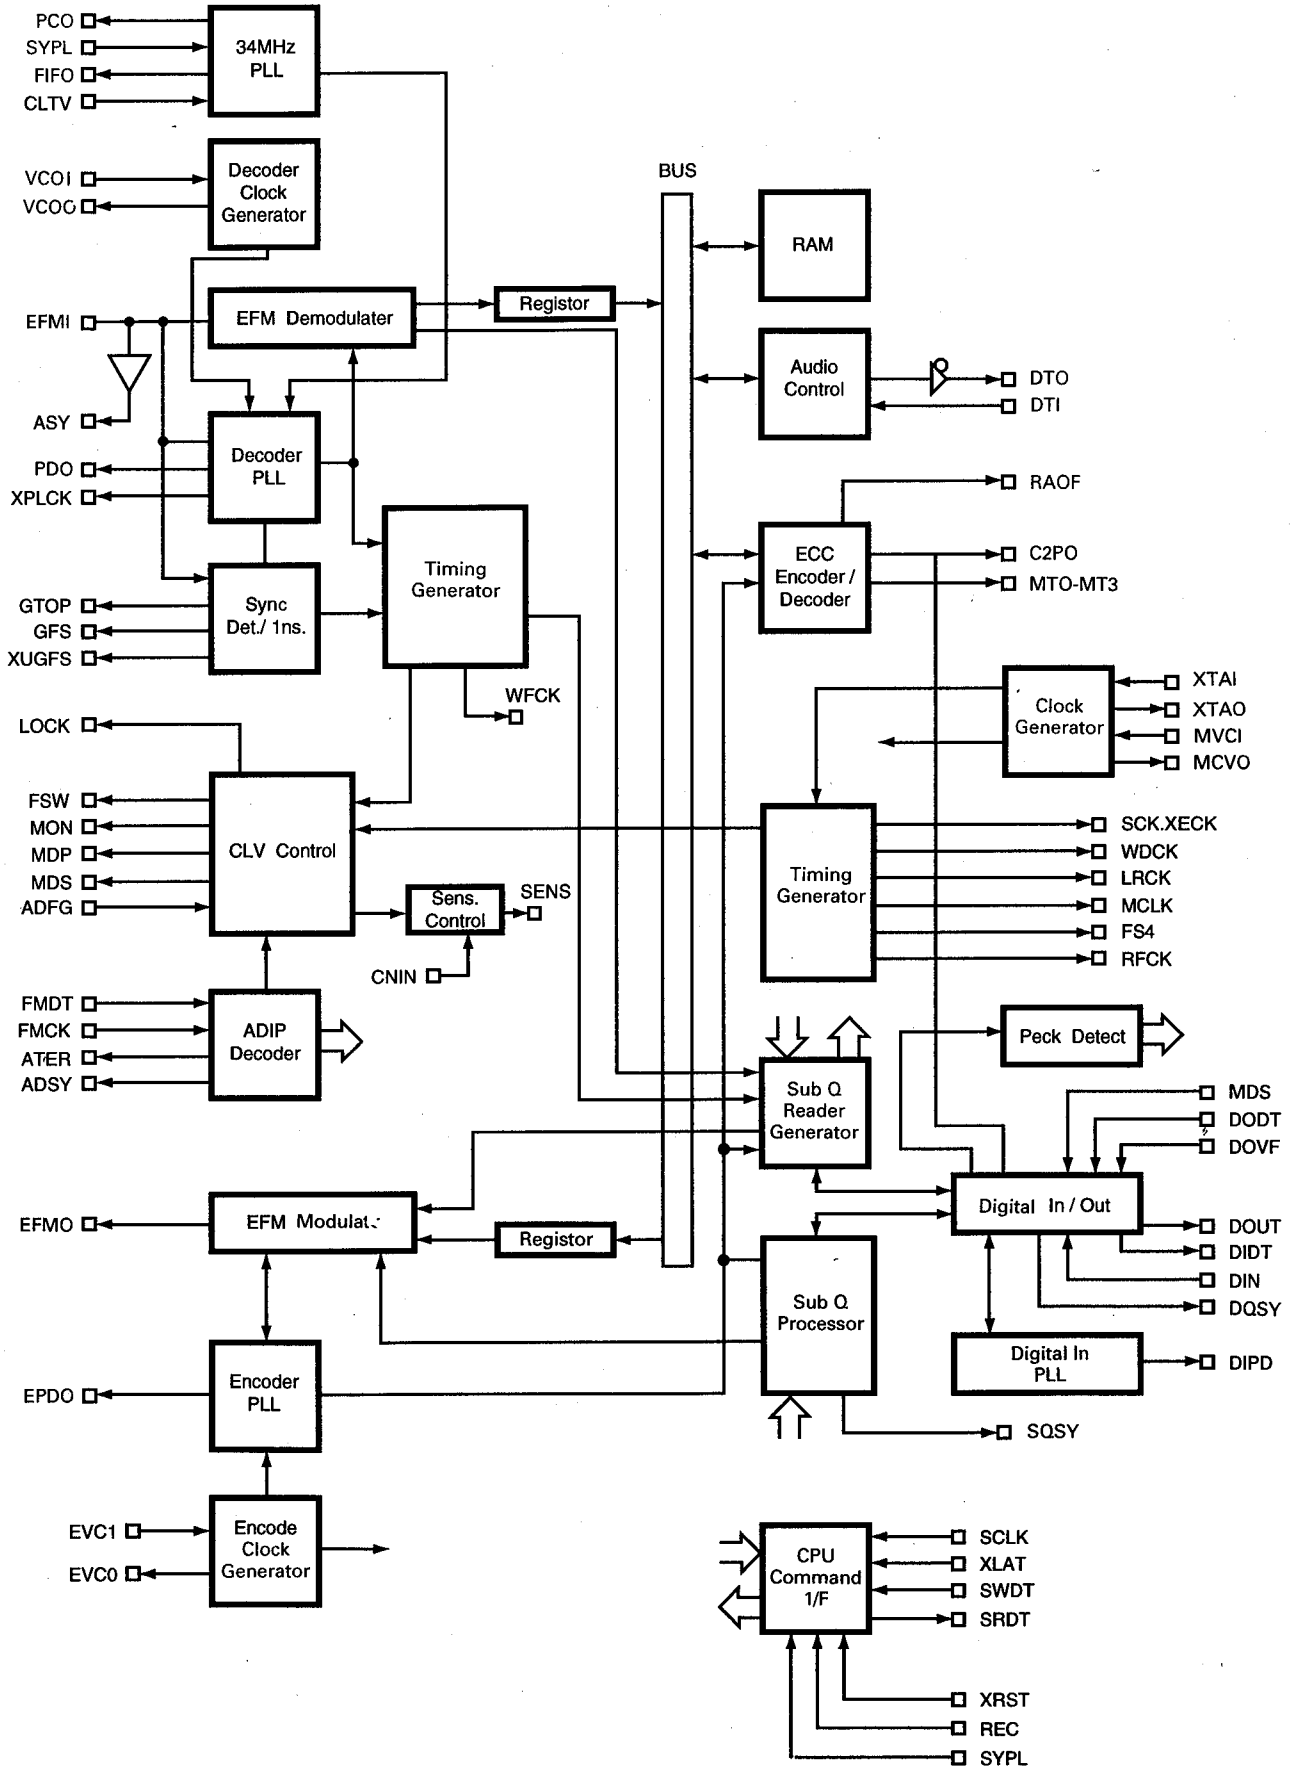 PCO
SYPL
FIFO
CLTV
34MHz
PLL
VCO1
VCOO
Decoder
Clock
Generator
BUS
RAM
EFMI
EFM Demodulater
Registor
ASY
Audio
Control
DTO
DTI
PDO
XPLCK
Decoder
PLL
RAOF
Timing
Generator
ECC
Encoder /
Decoder
C2PO
MTO-MT3
GTOP
GFS
XUGFS
Sync
Det./ 1ns.
WFCK
Clock
Generator
XTAI
XTAO
MVCI
MCVO
LOCK
FSW
MON
MDP
MDS
ADFG
CLV Control
Sens.
Control
SENS
CNIN
Timing
Generator
SCK.XECK
WDCK
LRCK
MCLK
FS4
RFCK
FMDT
FMCK
ATER
ADSY
ADIP
Decoder
Peck Detect
Sub Q
Reader
Generator
MDS
DODT
DOVF
EFMO
EFM Modulator
Registor
Digital In / Out
DOUT
DIDT
DIN
DQSY
Sub Q
Processor
Digital In
PLL
DIPD
EPDO
Encoder
PLL
SQSY
EVC1
EVC0
Encode
Clock
Generator
CPU
Command
1/F
SCLK
XLAT
SWDT
SRDT
XRST
REC
SYPL